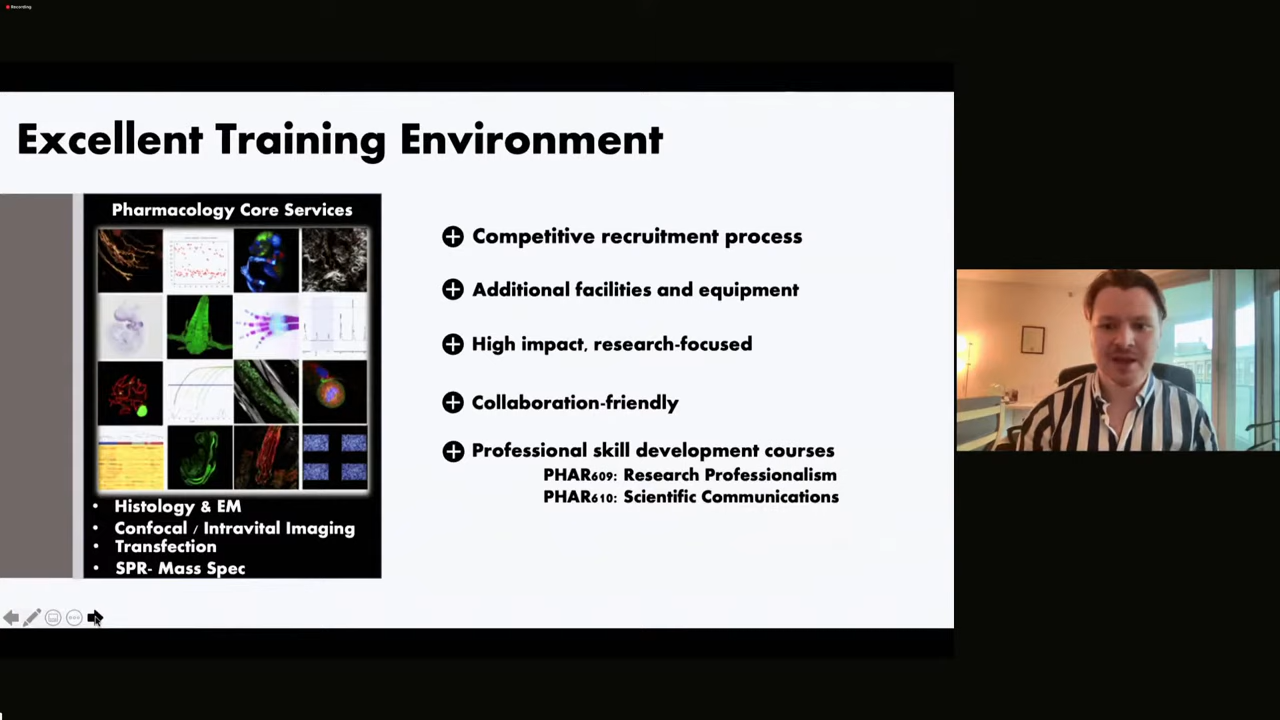 Recording
Excellent Training Environment
Pharmacology Core Services
• Histology & EM
• Confocal / Intravital Imaging
• Transfection
• SPR- Mass Spec
Competitive recruitment process
Additional facilities and equipment
High impact, research-focused
Collaboration-friendly
Professional skill development courses
PHAR609: Research Professionalism
PHAR610: Scientific Communications